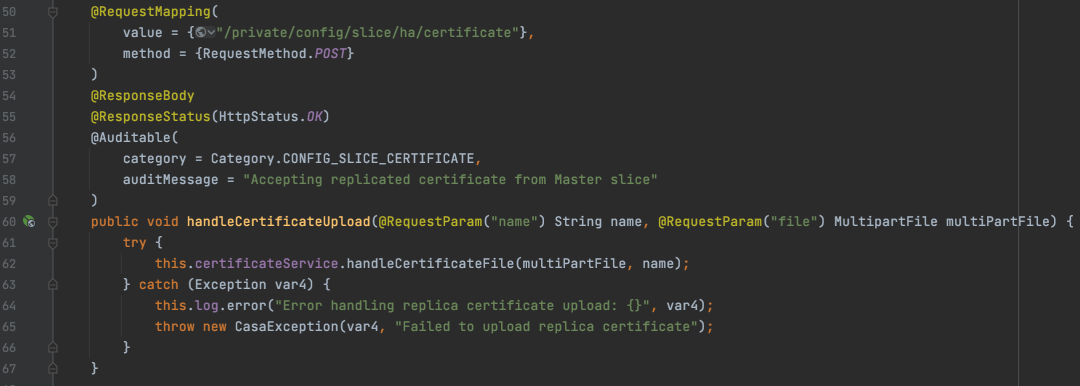 50 @RequestMapping(
51 value = {"/private/config/slice/ha/certificate"},
52 method = {RequestMethod.POST}
53 )
54 @ResponseBody
55 @ResponseStatus(HttpStatus.OK)
56 @Auditable(
57 category = Category.CONFIG_SLICE_CERTIFICATE,
58 auditMessage = "Accepting replicated certificate from Master slice"
59 )
60 public void handleCertificateUpload(@RequestParam("name") String name, @RequestParam("file") MultipartFile multiPartFile) {
61 try {
62 this.certificateService.handleCertificateFile(multiPartFile, name);
63 } catch (Exception var4) {
64 this.log.error("Error handling replica certificate upload: {}", var4);
65 throw new CasaException(var4, "Failed to upload replica certificate");
66 }
67 }